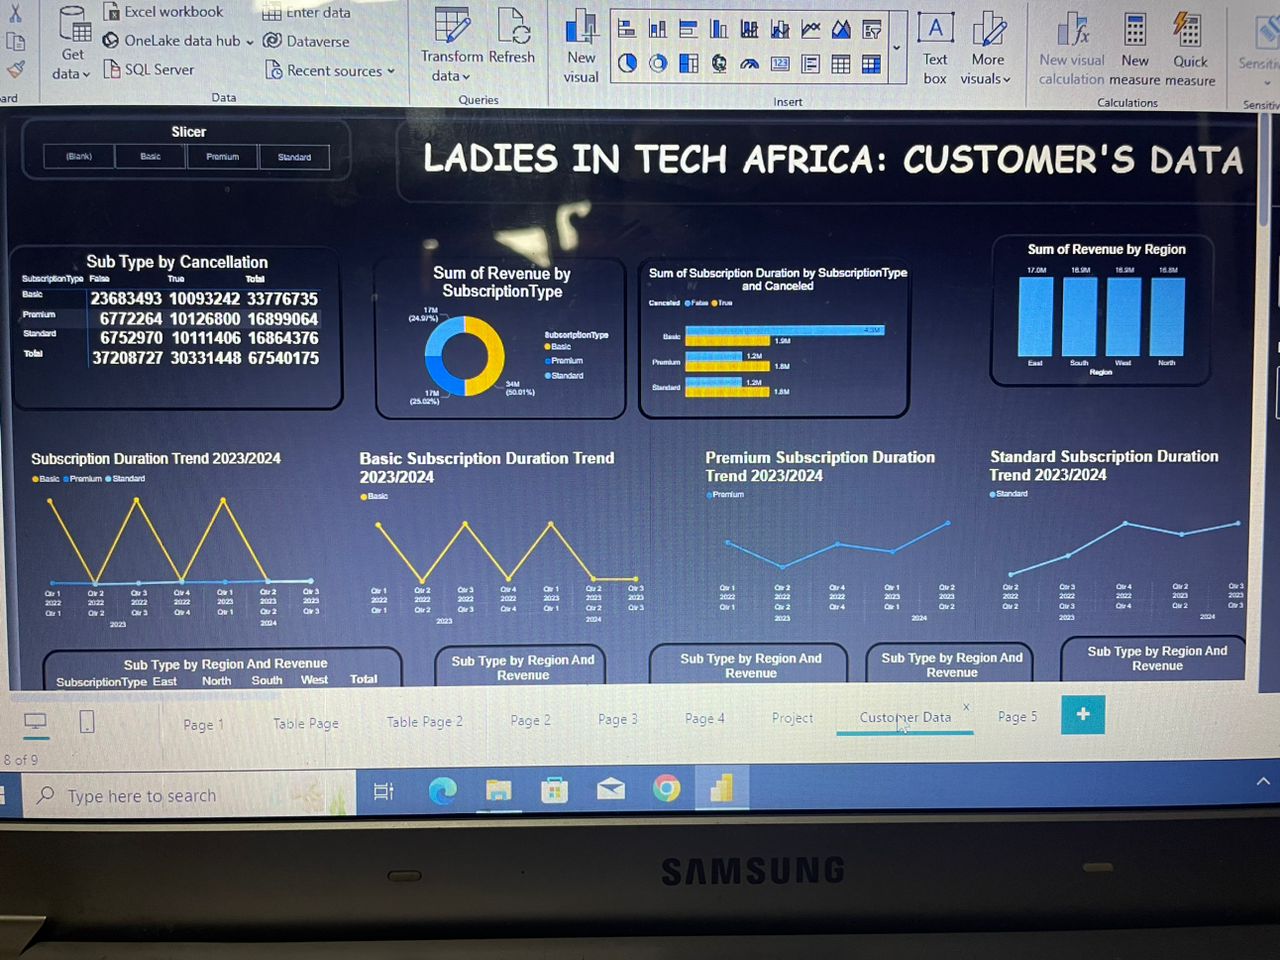 Excel workbook
Enter data
Get data
OneLake data hub
Dataverse
SQL Server
Recent sources
Data
Transform data
Refresh
Queries
New visual
Text box
More visuals
Insert
New visual calculation
New measure
Quick measure
Calculations
Slicer
(Blank) Basic Premium Standard
LADIES IN TECH AFRICA: CUSTOMER'S DATA
Sub Type by Cancellation
SubscriptionType False True Total
Basic 23683493 10093242 33776735
Premium 6772264 10126800 16899064
Standard 6752970 10111406 16864376
Total 37208727 30331448 67540175
Sum of Revenue by
SubscriptionType
17M
(24.97%)
17M
(25.02%)
34M
(50.01%)
SubscriptionType
Basic
Premium
Standard
Sum of Subscription Duration by SubscriptionType
and Canceled
Canceled False True
Basic 4.3M
1.9M
Premium 1.2M
1.8M
Standard 1.2M
1.8M
Sum of Revenue by Region
17.0M 16.9M 16.9M 16.8M
East South West North
Region
Subscription Duration Trend 2023/2024
Basic Premium Standard
Qtr 1 Qtr 2 Qtr 3 Qtr 4 Qtr 1 Qtr 2 Qtr 3
2022 2022 2022 2022 2023 2023 2023
Qtr 1 Qtr 2 Qtr 3 Qtr 4 Qtr 1 Qtr 2 Qtr 3
2023 2024
Basic Subscription Duration Trend
2023/2024
Basic
Qtr 1 Qtr 2 Qtr 3 Qtr 4 Qtr 1 Qtr 2 Qtr 3
2022 2022 2022 2022 2023 2023 2023
Qtr 1 Qtr 2 Qtr 3 Qtr 4 Qtr 1 Qtr 2 Qtr 3
2023 2024
Premium Subscription Duration
Trend 2023/2024
Premium
Qtr 1 Qtr 2 Qtr 4 Qtr 1 Qtr 2
2022 2022 2022 2023 2023
Qtr 1 Qtr 2 Qtr 4 Qtr 1 Qtr 2
2023 2024
Standard Subscription Duration
Trend 2023/2024
Standard
Qtr 2 Qtr 3 Qtr 4 Qtr 2 Qtr 3
2022 2022 2022 2023 2023
Qtr 2 Qtr 3 Qtr 4 Qtr 2 Qtr 3
2023 2024
Sub Type by Region And Revenue
SubscriptionType East North South West Total
Sub Type by Region And
Revenue
Sub Type by Region And
Revenue
Sub Type by Region And
Revenue
Sub Type by Region And
Revenue
Page 1 Table Page Table Page 2 Page 2 Page 3 Page 4 Project Customer Data x Page 5 +
8 of 9
Type here to search
SAMSUNG